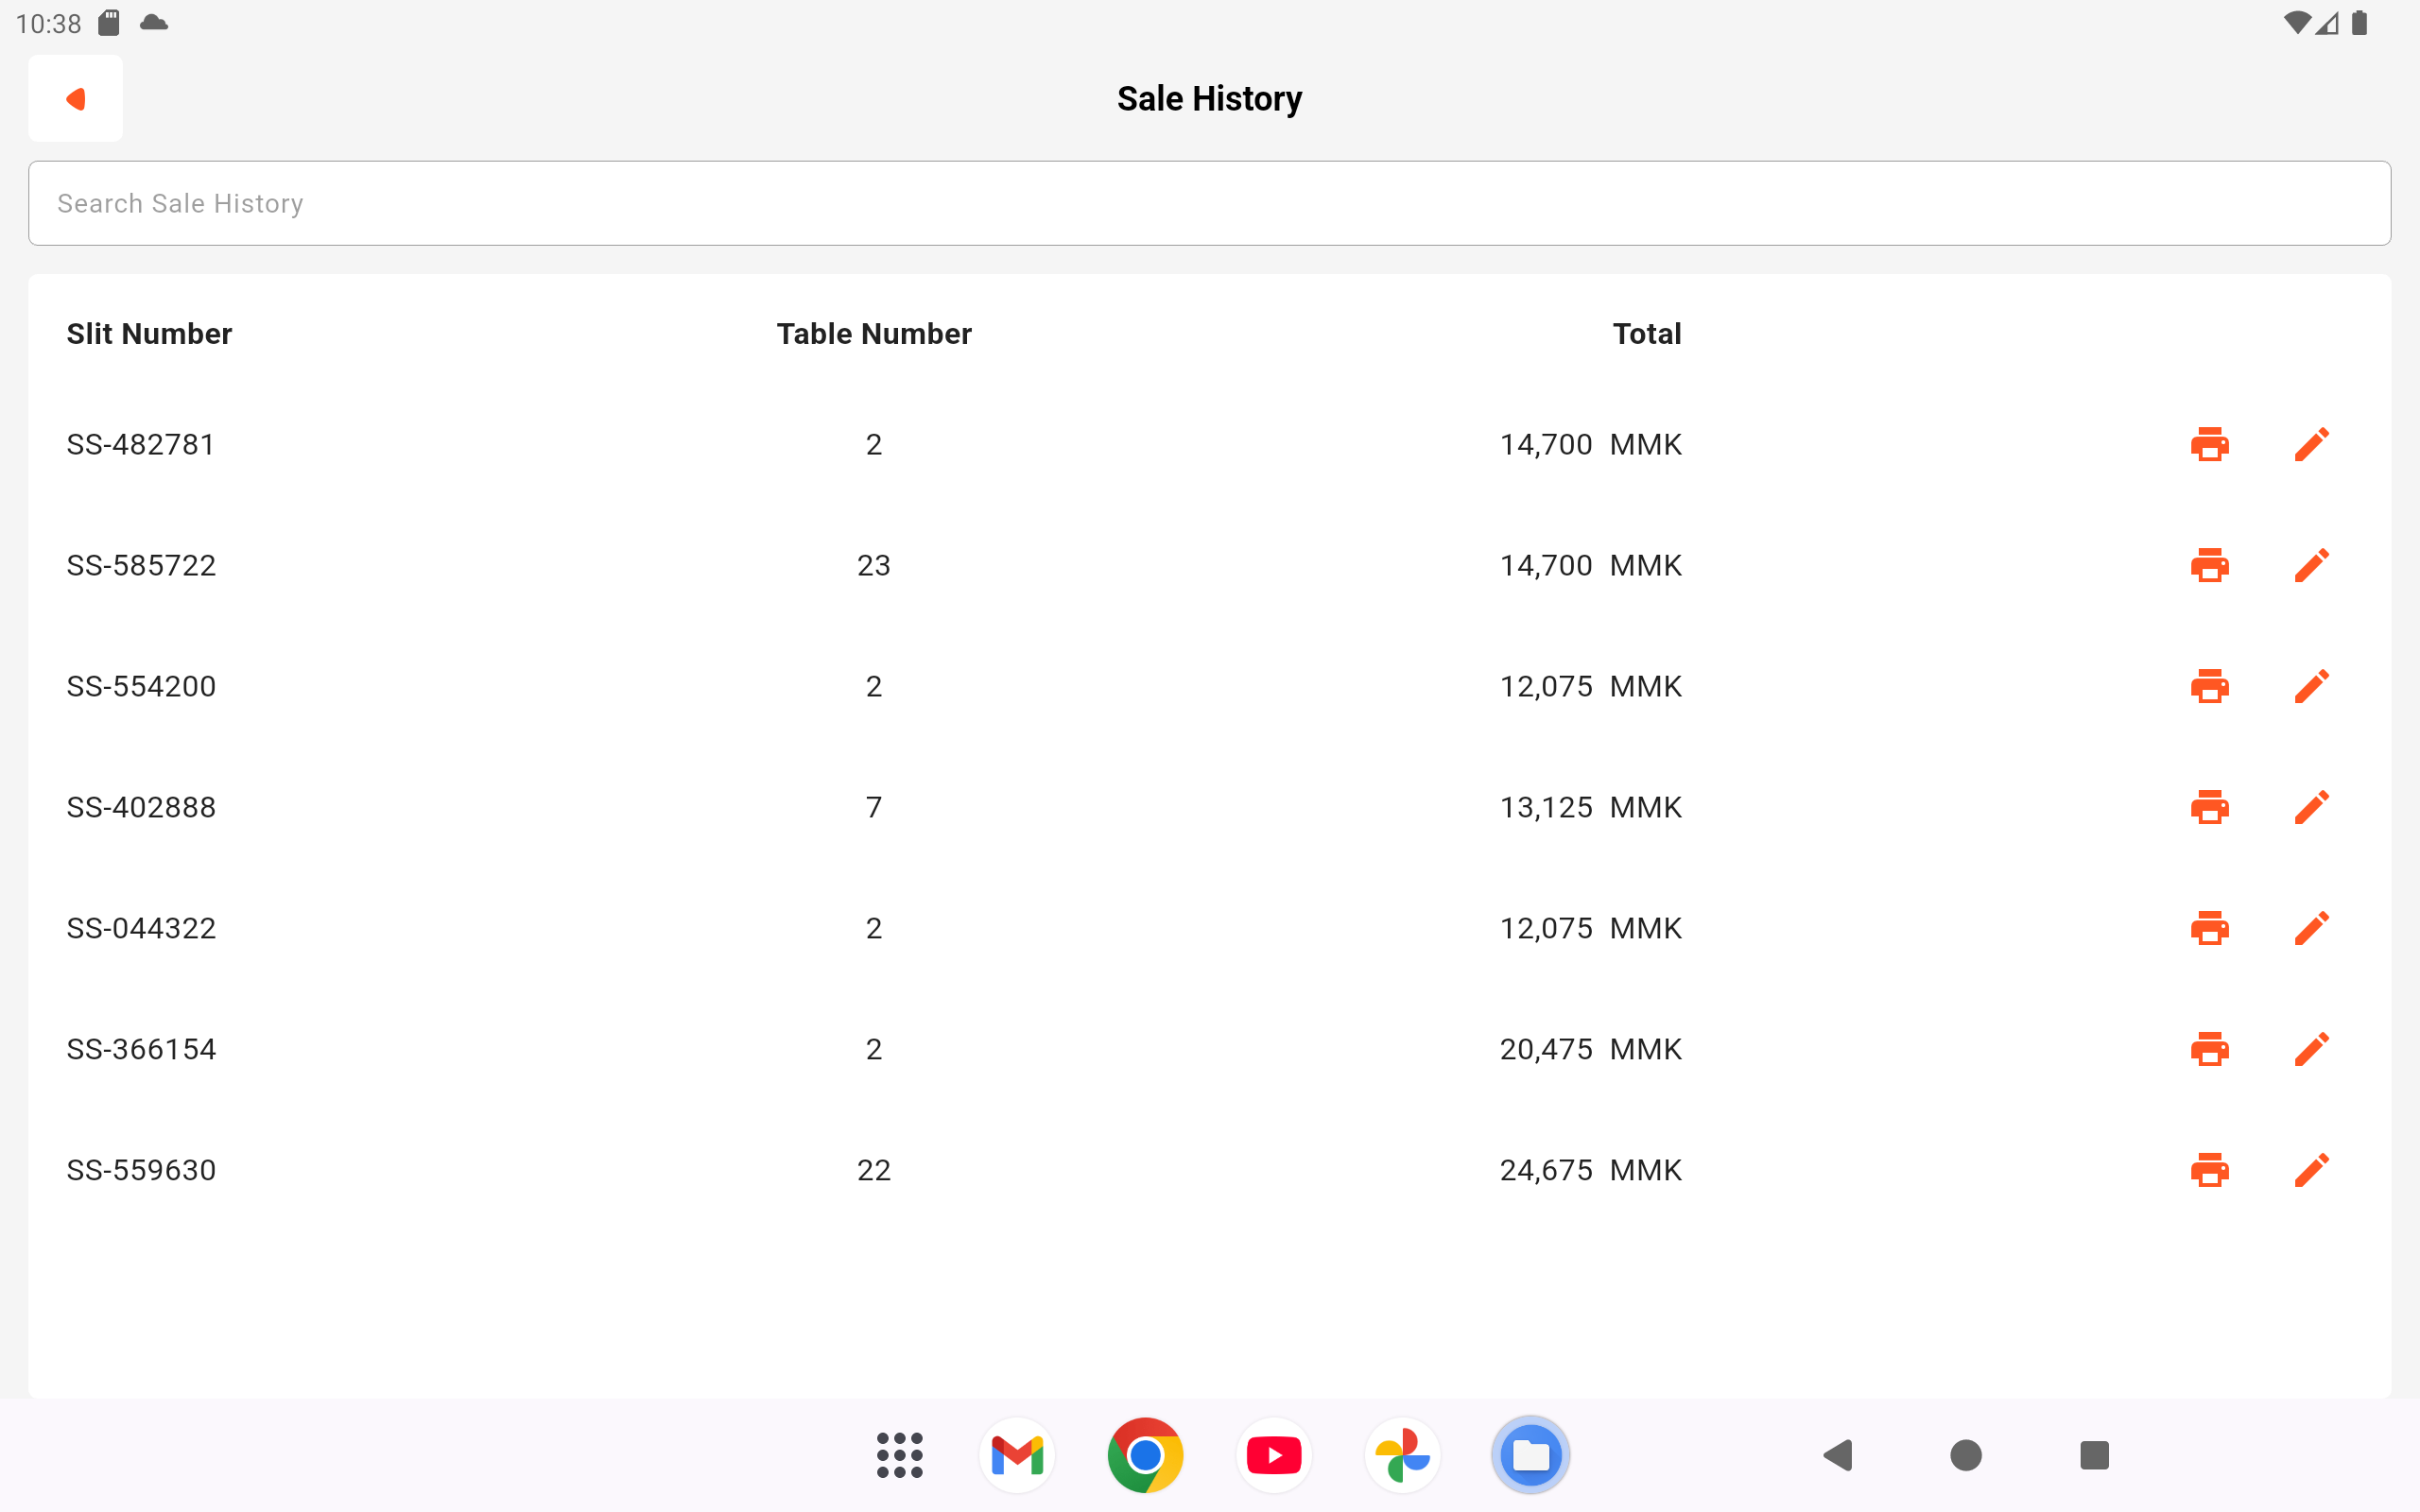 10:38
Sale History
Search Sale History
Slit Number Table Number Total
SS-482781 2 14,700 MMK
SS-585722 23 14,700 MMK
SS-554200 2 12,075 MMK
SS-402888 7 13,125 MMK
SS-044322 2 12,075 MMK
SS-366154 2 20,475 MMK
SS-559630 22 24,675 MMK